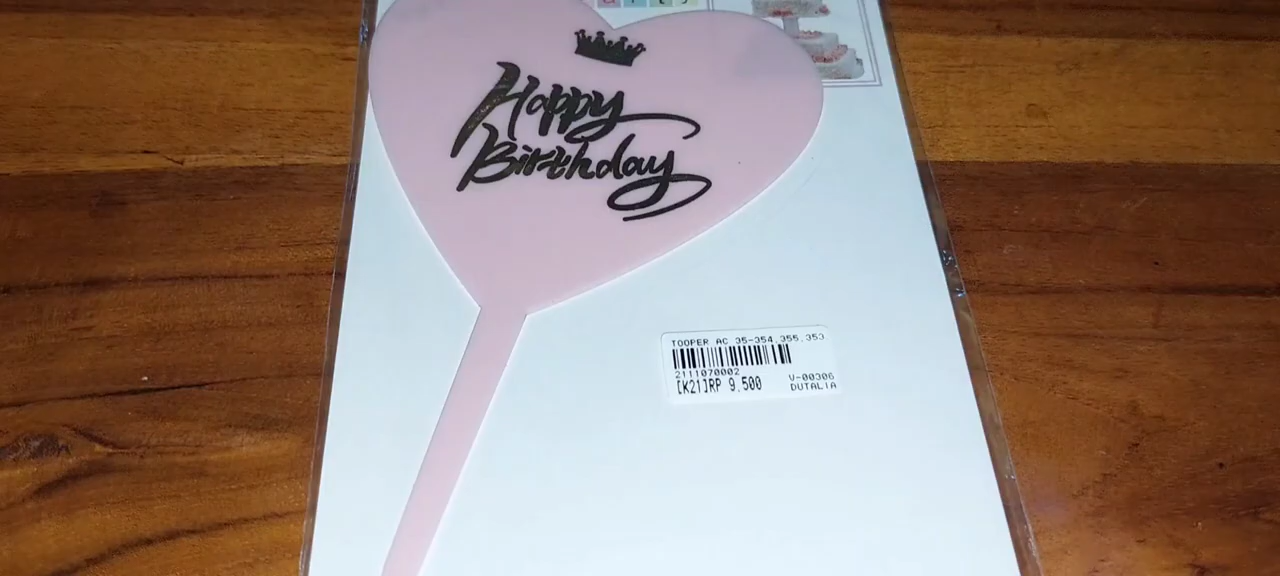 Happy
Birthday
TOOPER AC 35-354,355,353
2111070002
[K21]RP 9,500
V-00306
DUTALIA